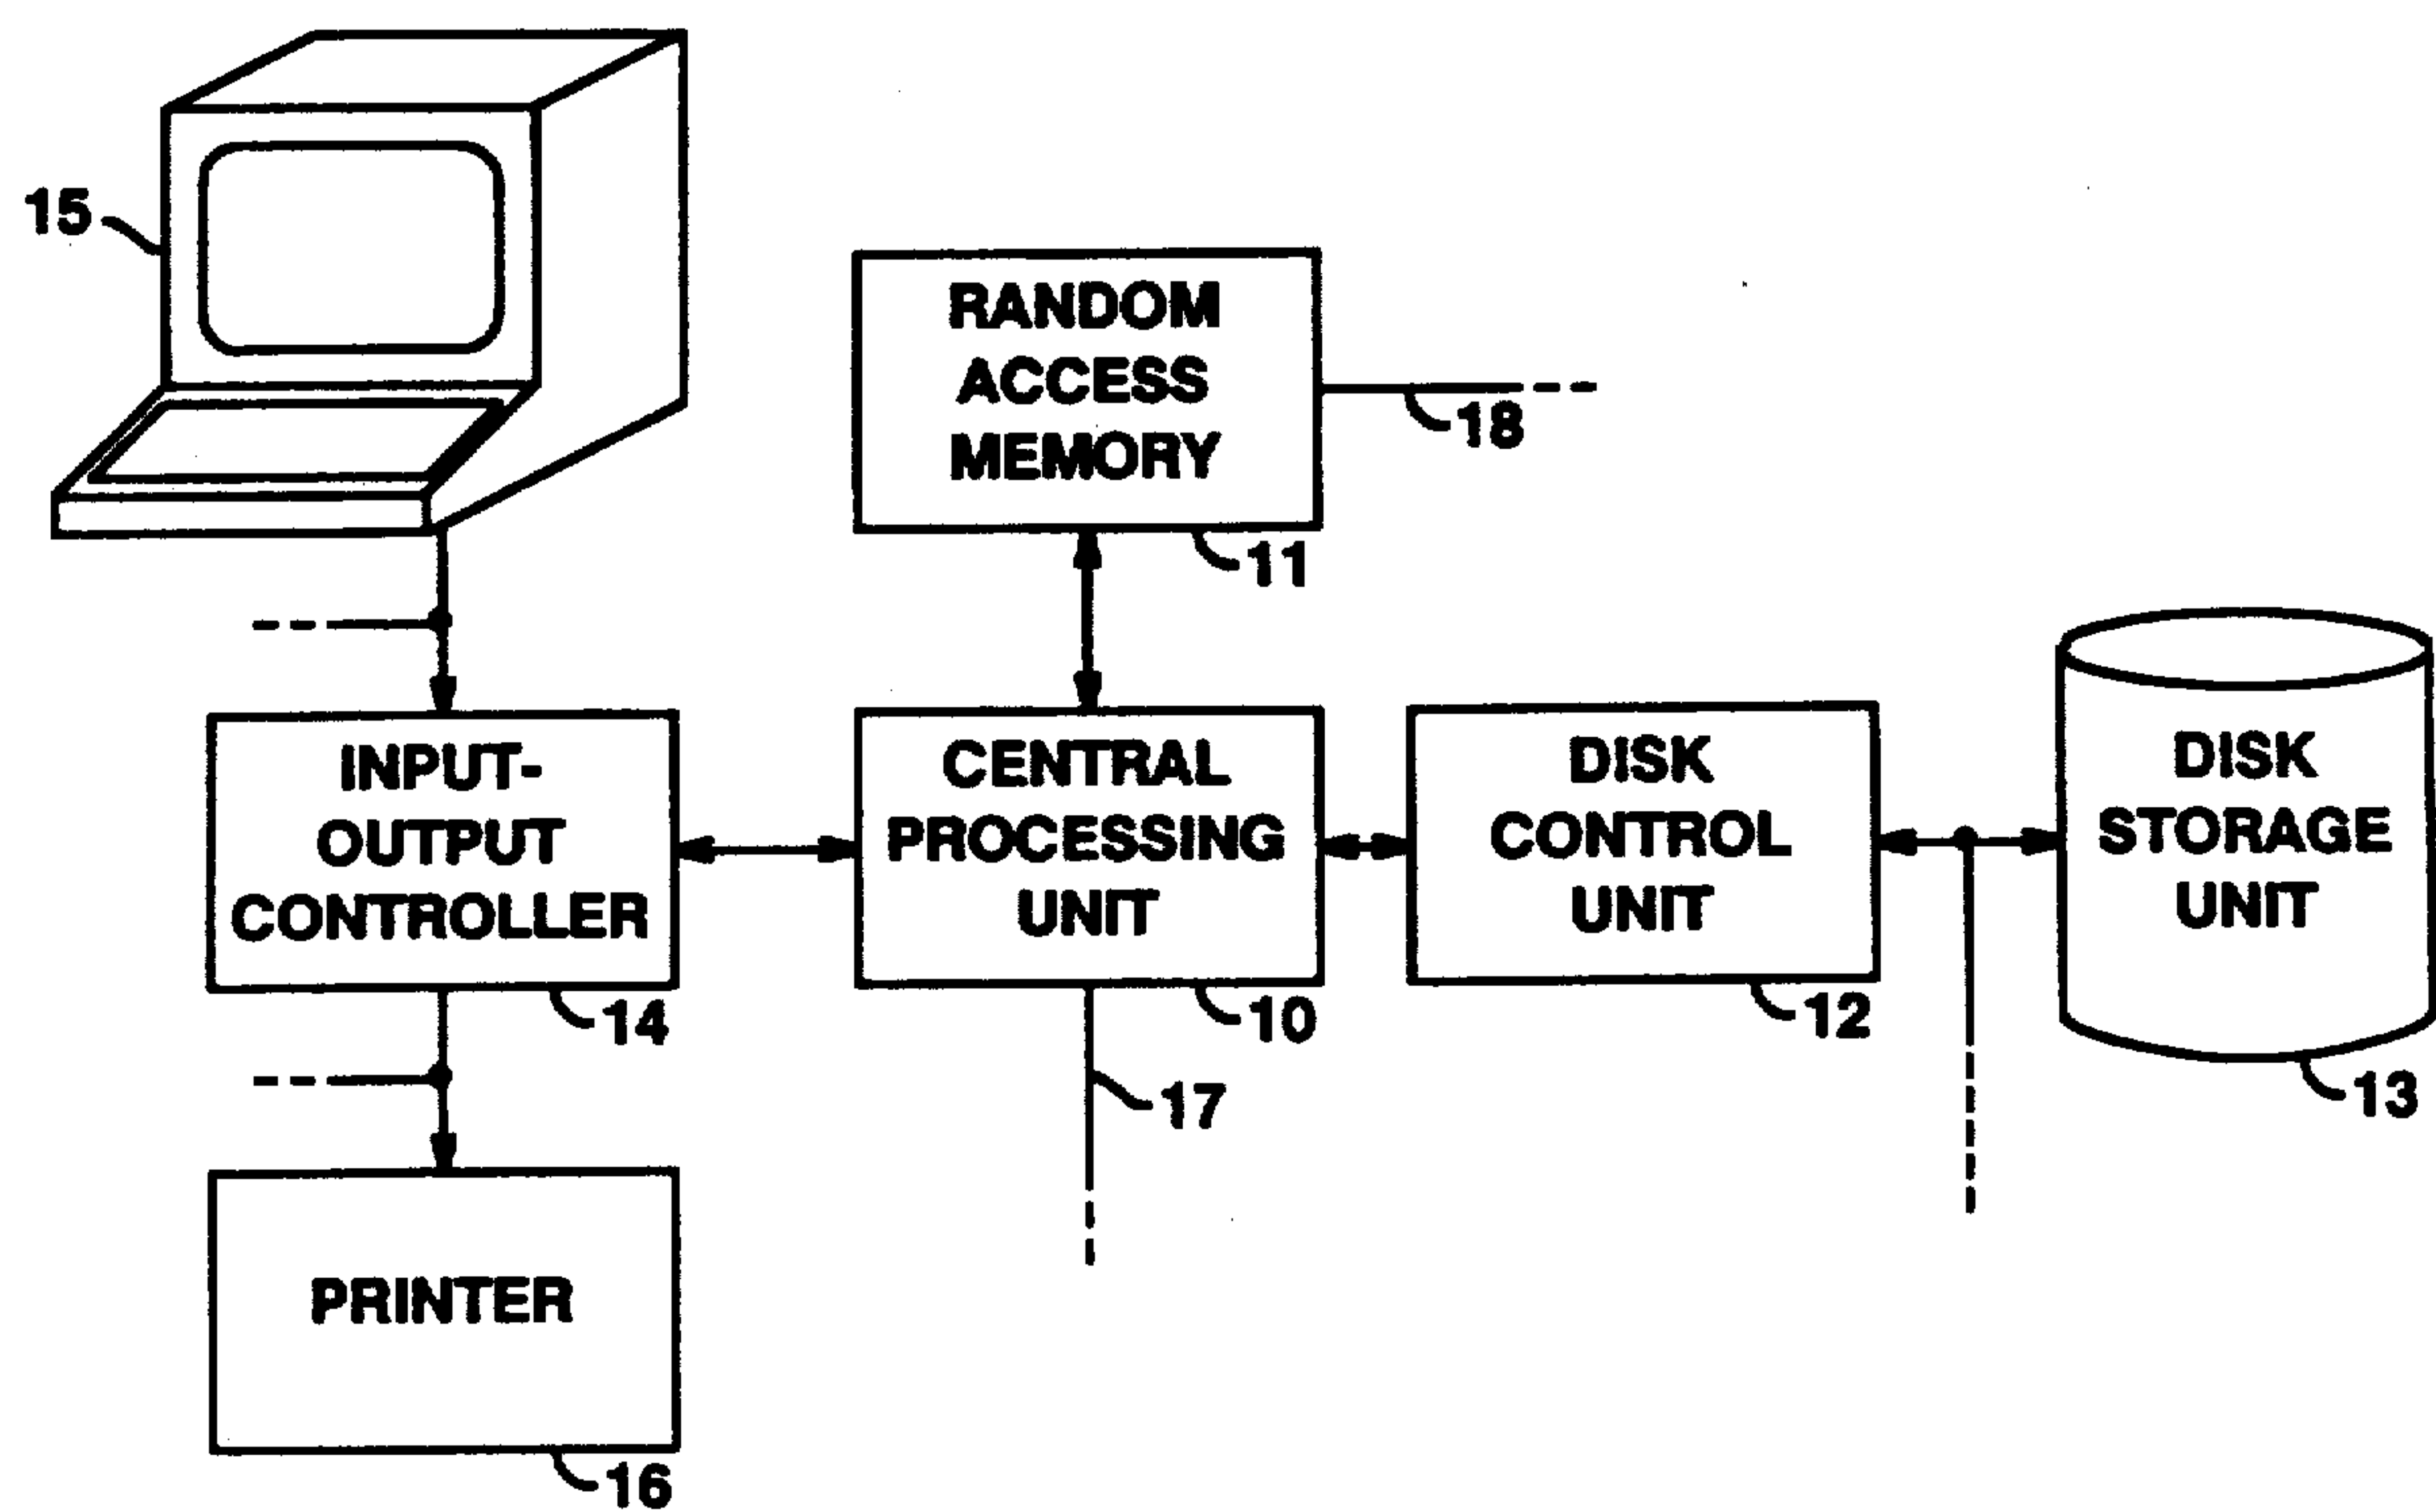 15
RANDOM
ACCESS
MEMORY
18
11
INPUT-
OUTPUT
CONTROLLER
14
CENTRAL
PROCESSING
UNIT
10
17
DISK
CONTROL
UNIT
12
DISK
STORAGE
UNIT
13
PRINTER
16